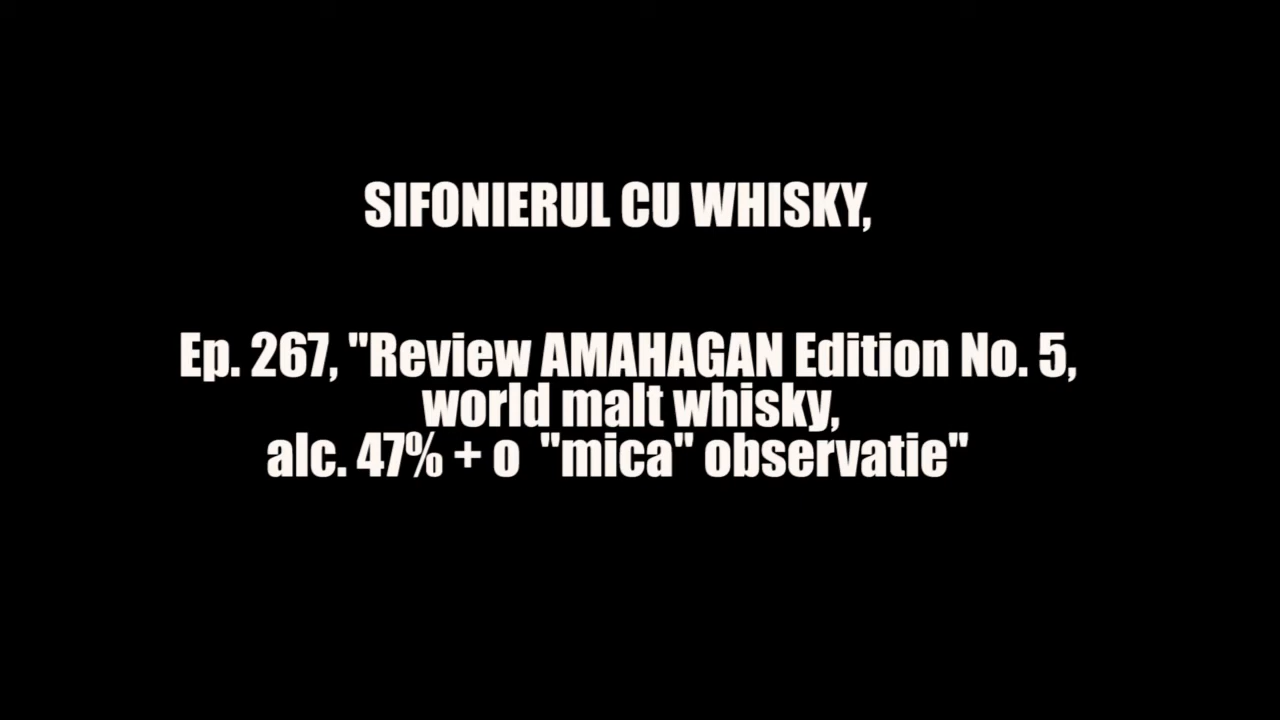 SIFONIERUL CU WHISKY,
Ep. 267, "Review AMAHAGAN Edition No. 5,
world malt whisky,
alc. 47% + o "mica" observatie"